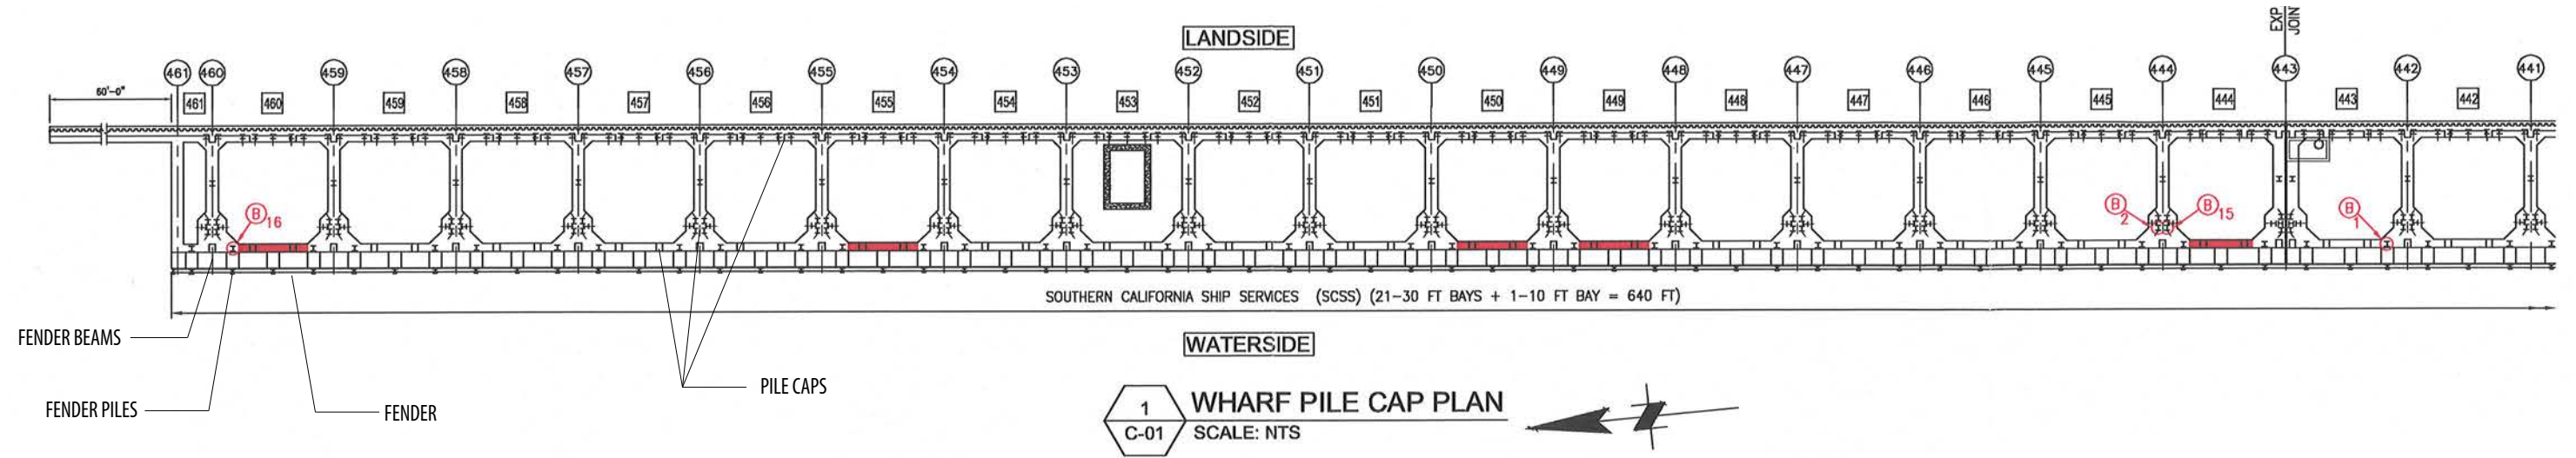 EXP
JOIN
LANDSIDE
461 460 459 458 457 456 455 454 453 452 451 450 449 448 447 446 445 444 443 442 441
60'-0"
461 460 459 458 457 456 455 454 453 452 451 450 449 448 447 446 445 444 443 442
B 16
B 2
B 15
B 1
SOUTHERN CALIFORNIA SHIP SERVICES (SCSS) (21-30 FT BAYS + 1-10 FT BAY = 640 FT)
FENDER BEAMS
WATERSIDE
PILE CAPS
FENDER PILES
FENDER
1
C-01
WHARF PILE CAP PLAN
SCALE: NTS